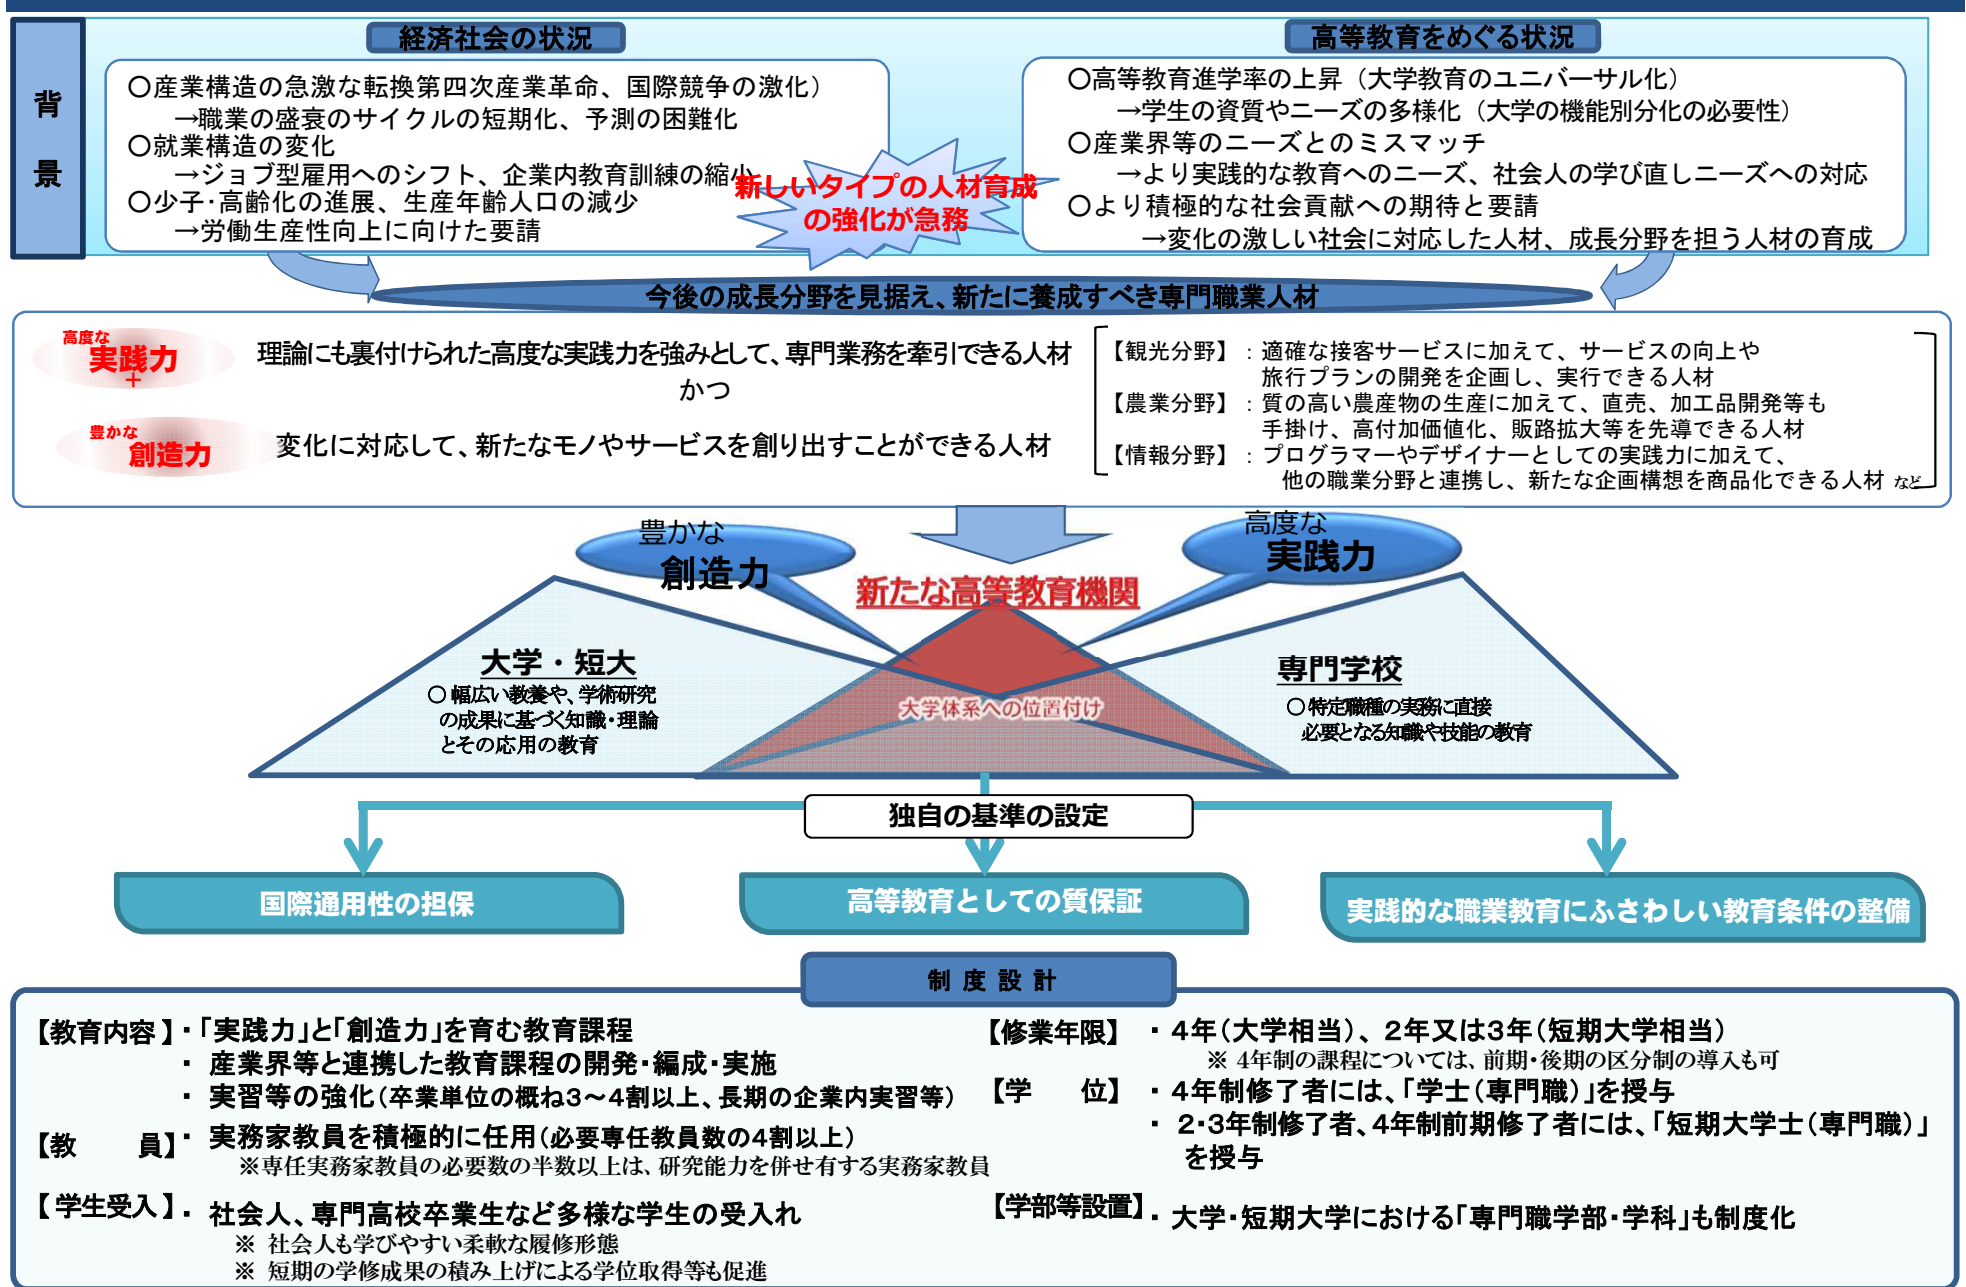 背景
経済社会の状況
〇産業構造の急激な転換第四次産業革命、国際競争の激化）
→職業の盛衰のサイクルの短期化、予測の困難化
〇就業構造の変化
→ジョブ型雇用へのシフト、企業内教育訓練の縮小
〇少子・高齢化の進展、生産年齢人口の減少
→労働生産性向上に向けた要請
新しいタイプの人材育成
の強化が急務
高等教育をめぐる状況
〇高等教育進学率の上昇（大学教育のユニバーサル化）
→学生の資質やニーズの多様化（大学の機能別分化の必要性）
〇産業界等のニーズとのミスマッチ
→より実践的な教育へのニーズ、社会人の学び直しニーズへの対応
〇より積極的な社会貢献への期待と要請
→変化の激しい社会に対応した人材、成長分野を担う人材の育成
今後の成長分野を見据え、新たに養成すべき専門職業人材
高度な
実践力
＋
豊かな
創造力
理論にも裏付けられた高度な実践力を強みとして、専門業務を牽引できる人材
かつ
変化に対応して、新たなモノやサービスを創り出すことができる人材
【観光分野】：適確な接客サービスに加えて、サービスの向上や
旅行プランの開発を企画し、実行できる人材
【農業分野】：質の高い農産物の生産に加えて、直売、加工品開発等も
手掛け、高付加価値化、販路拡大等を先導できる人材
【情報分野】：プログラマーやデザイナーとしての実践力に加えて、
他の職業分野と連携し、新たな企画構想を商品化できる人材 など
豊かな
創造力
高度な
実践力
新たな高等教育機関
大学・短大
〇幅広い教養や、学術研究
の成果に基づく知識・理論
とその応用の教育
大学体系への位置付け
専門学校
〇特定職種の実務に直接
必要となる知識や技能の教育
独自の基準の設定
国際通用性の担保
高等教育としての質保証
実践的な職業教育にふさわしい教育条件の整備
制度設計
【教育内容】・「実践力」と「創造力」を育む教育課程
・ 産業界等と連携した教育課程の開発・編成・実施
・ 実習等の強化（卒業単位の概ね３～４割以上、長期の企業内実習等）
【教　　員】・ 実務家教員を積極的に任用（必要専任教員数の４割以上）
※専任実務家教員の必要数の半数以上は、研究能力を併せ有する実務家教員
【学生受入】・ 社会人、専門高校卒業生など多様な学生の受入れ
※ 社会人も学びやすい柔軟な履修形態
※ 短期の学修成果の積み上げによる学位取得等も促進
【修業年限】・ ４年（大学相当）、２年又は３年（短期大学相当）
※ 4年制の課程については、前期・後期の区分制の導入も可
【学　　位】・ ４年制修了者には、「学士（専門職）」を授与
・ ２・３年制修了者、４年制前期修了者には、「短期大学士（専門職）」
を授与
【学部等設置】・ 大学・短期大学における「専門職学部・学科」も制度化